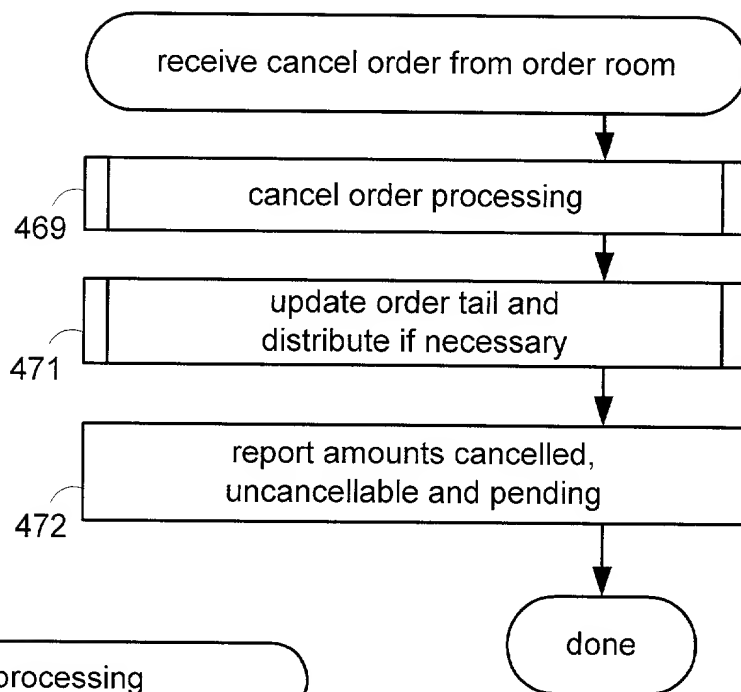 receive cancel order from order room
cancel order processing
469
update order tail and
distribute if necessary
471
report amounts cancelled,
uncancellable and pending
472
done
processing